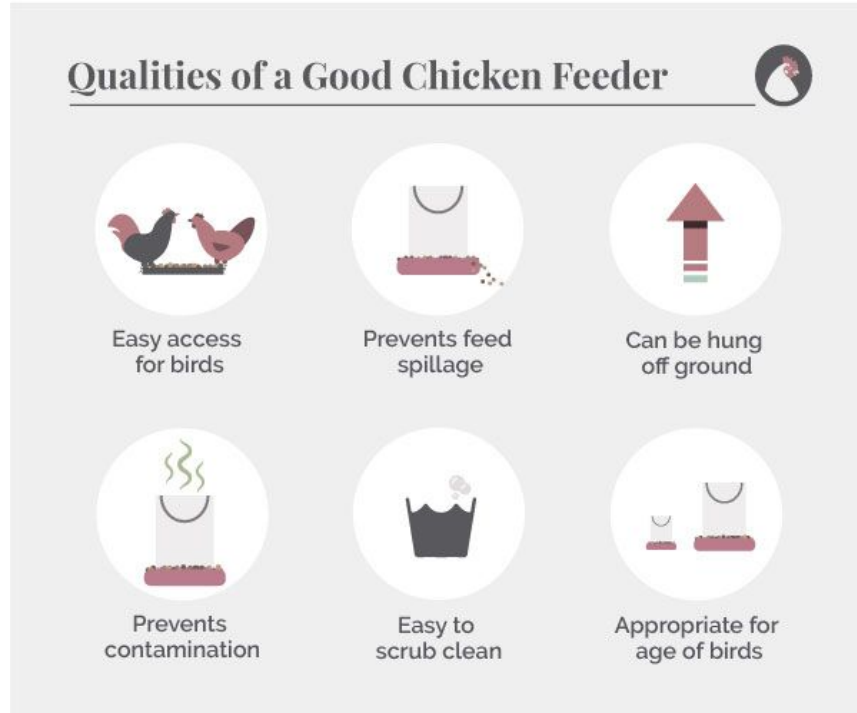 Qualities of a Good Chicken Feeder
Easy access
for birds
Prevents feed
spillage
Can be hung
off ground
Prevents
contamination
Easy to
scrub clean
Appropriate for
age of birds